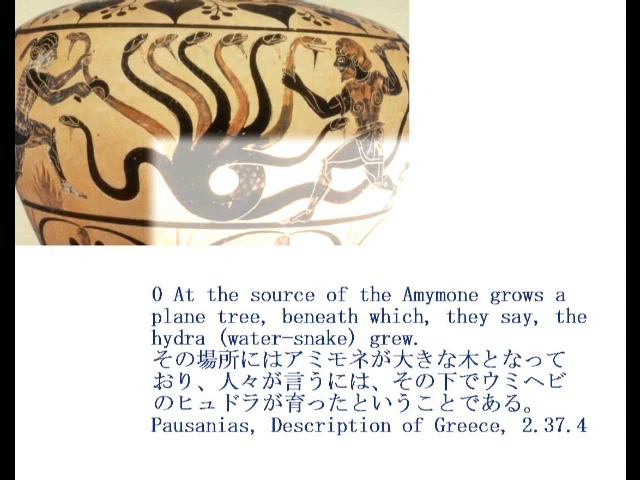 0 At the source of the Amymone grows a
plane tree, beneath which, they say, the
hydra (water-snake) grew.
その場所にはアミモネが大きな木となって
おり、人々が言うには、その下でウミヘビ
のヒュドラが育ったということである。
Pausanias, Description of Greece, 2.37.4